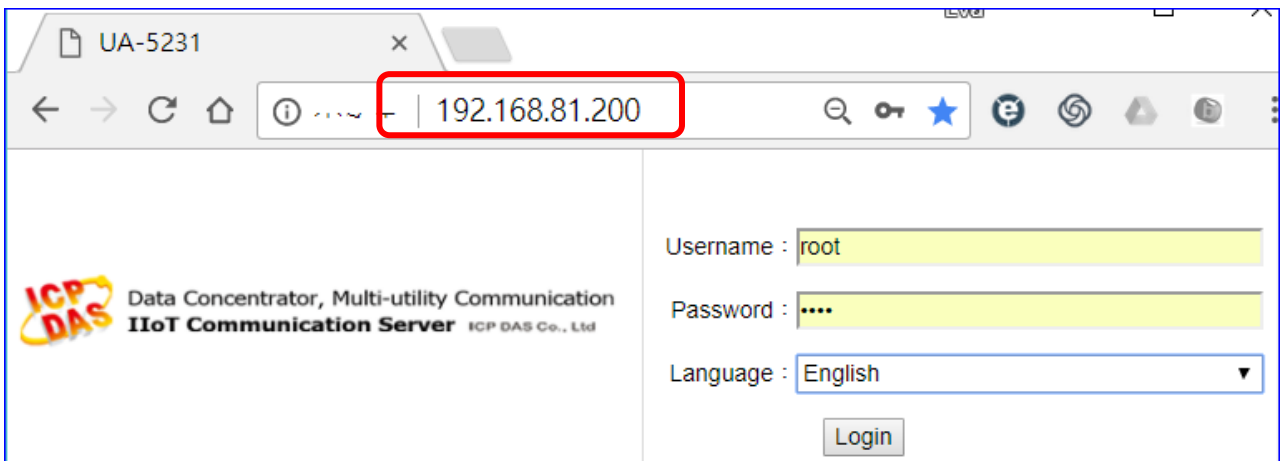 UA-5231
192.168.81.200
Username : root
Password : ••••
Language : English
Login
ICP
DAS
Data Concentrator, Multi-utility Communication
IIoT Communication Server ICP DAS Co., Ltd